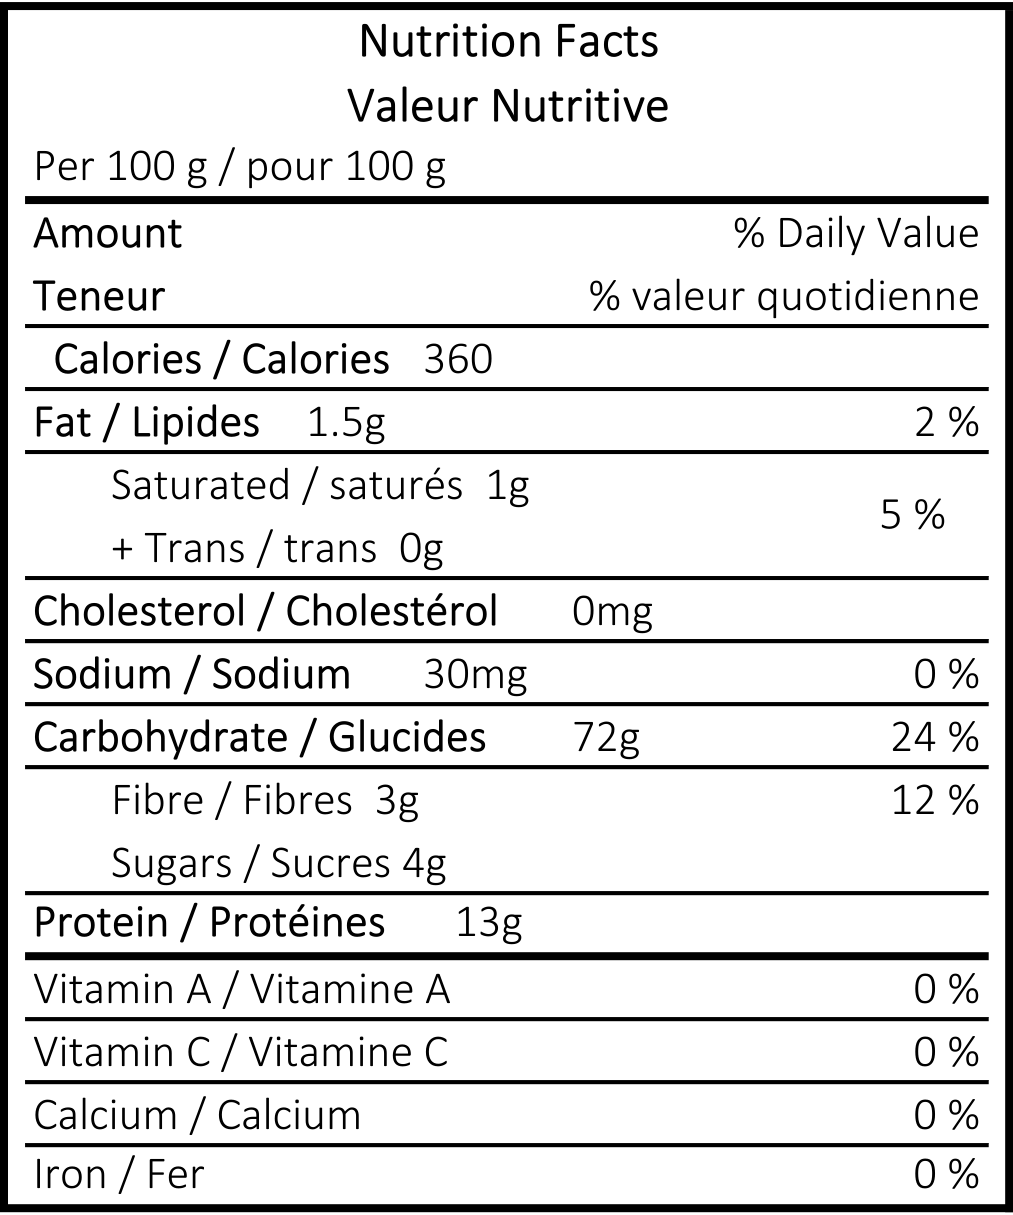 Nutrition Facts
Valeur Nutritive
Per 100 g / pour 100 g
Amount % Daily Value
Teneur % valeur quotidienne
Calories / Calories 360
Fat / Lipides 1.5g 2 %
Saturated / saturés 1g
5 %
+ Trans / trans 0g
Cholesterol / Cholestérol 0mg
Sodium / Sodium 30mg 0 %
Carbohydrate / Glucides 72g 24 %
Fibre / Fibres 3g 12 %
Sugars / Sucres 4g
Protein / Protéines 13g
Vitamin A / Vitamine A 0 %
Vitamin C / Vitamine C 0 %
Calcium / Calcium 0 %
Iron / Fer 0 %